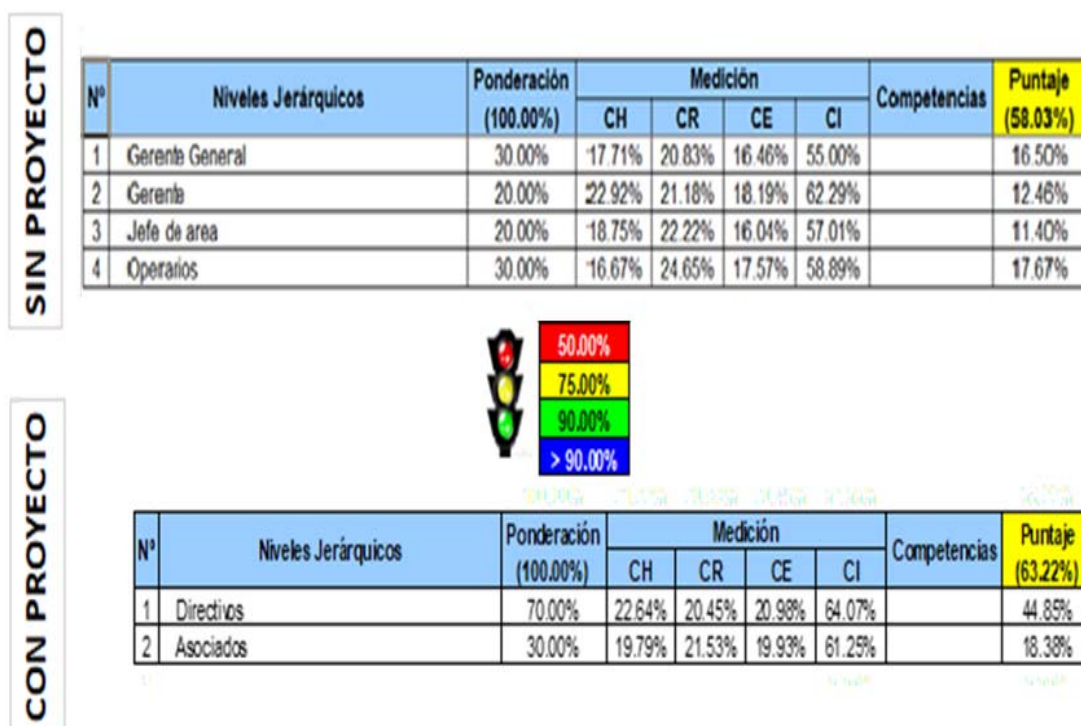 SIN PROYECTO
Nº Niveles Jerárquicos Ponderación (100.00%) Medición Competencias Puntaje (58.03%)
CH CR CE CI
1 Gerente General 30.00% 17.71% 20.83% 16.46% 55.00% 16.50%
2 Gerente 20.00% 22.92% 21.18% 18.19% 62.29% 12.46%
3 Jefe de area 20.00% 18.75% 22.22% 16.04% 57.01% 11.40%
4 Operarios 30.00% 16.67% 24.65% 17.57% 58.89% 17.67%
50.00%
75.00%
90.00%
> 90.00%
CON PROYECTO
Nº Niveles Jerárquicos Ponderación (100.00%) Medición Competencias Puntaje (63.22%)
CH CR CE CI
1 Directivos 70.00% 22.64% 20.45% 20.98% 64.07% 44.85%
2 Asociados 30.00% 19.79% 21.53% 19.93% 61.25% 18.38%